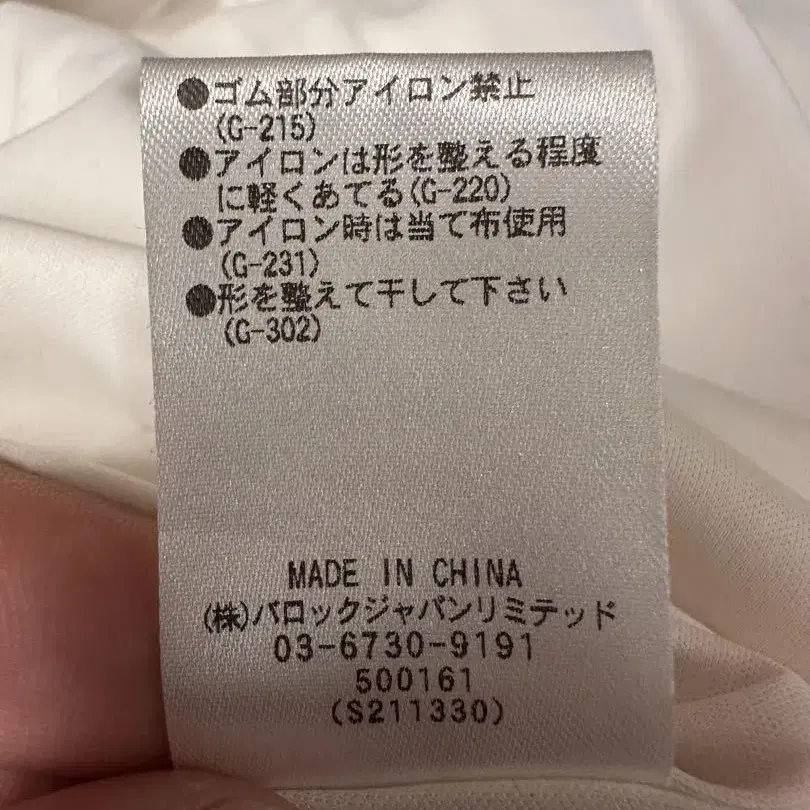 ●ゴム部分アイロン禁止
(G-215)
●アイロンは形を整える程度
に軽くあてる(G-220)
●アイロン時は当て布使用
(G-231)
●形を整えて干して下さい
(G-302)
MADE IN CHINA
(株)バロックジャパンリミテッド
03-6730-9191
500161
(S211330)